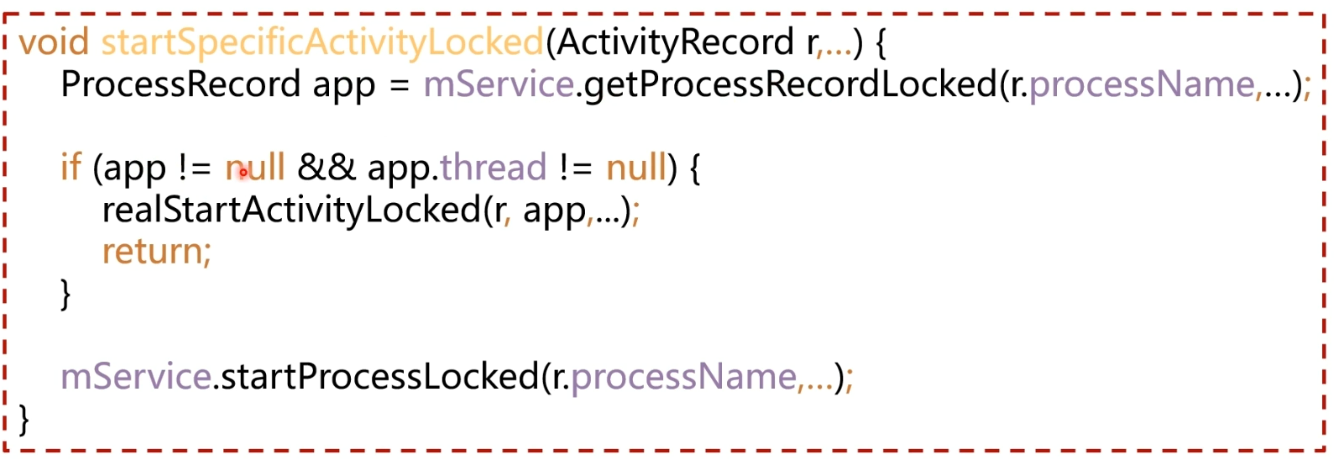 void startSpecificActivityLocked(ActivityRecord r,...) {
ProcessRecord app = mService.getProcessRecordLocked(r.processName,...);
if (app != null && app.thread != null) {
realStartActivityLocked(r, app,...);
return;
}
mService.startProcessLocked(r.processName,...);
}